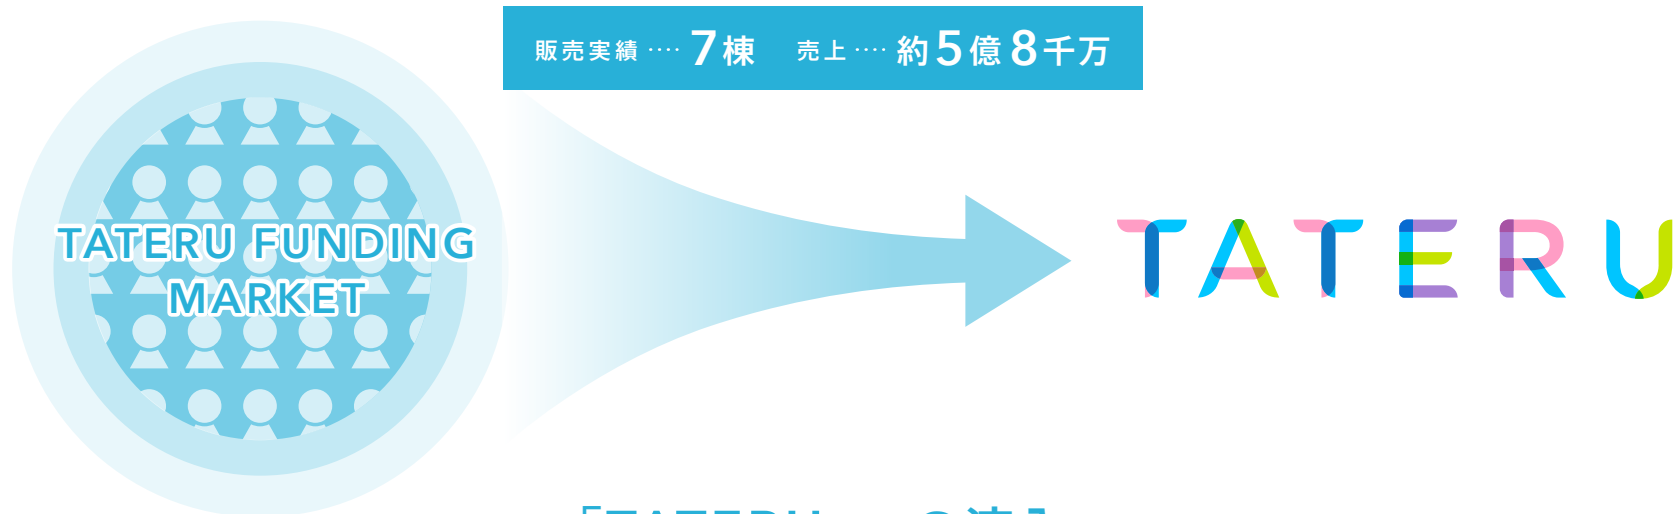 販売実績 ···· 7棟 売上 ···· 約5億8千万
TATERU FUNDING
MARKET
TATERU